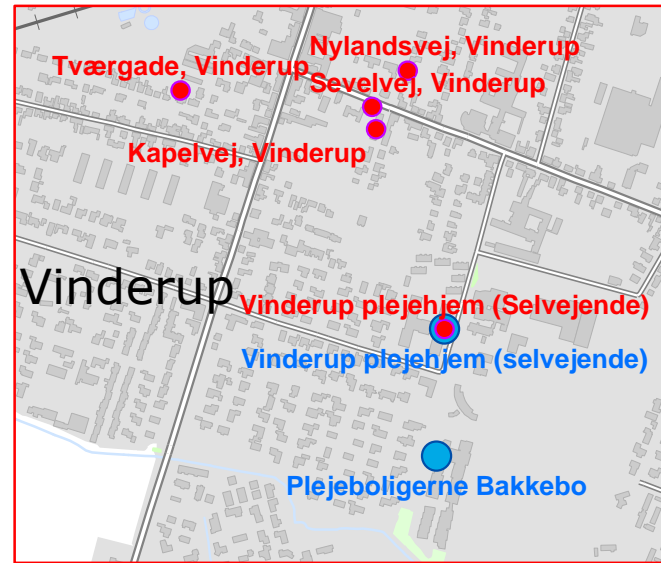 Nylandsvej, Vinderup
Tværgade, Vinderup
Sevelvej, Vinderup
Kapelvej, Vinderup
Vinderup
Vinderup plejehjem (Selvejende)
Vinderup plejehjem (selvejende)
Plejeboligerne Bakkebo